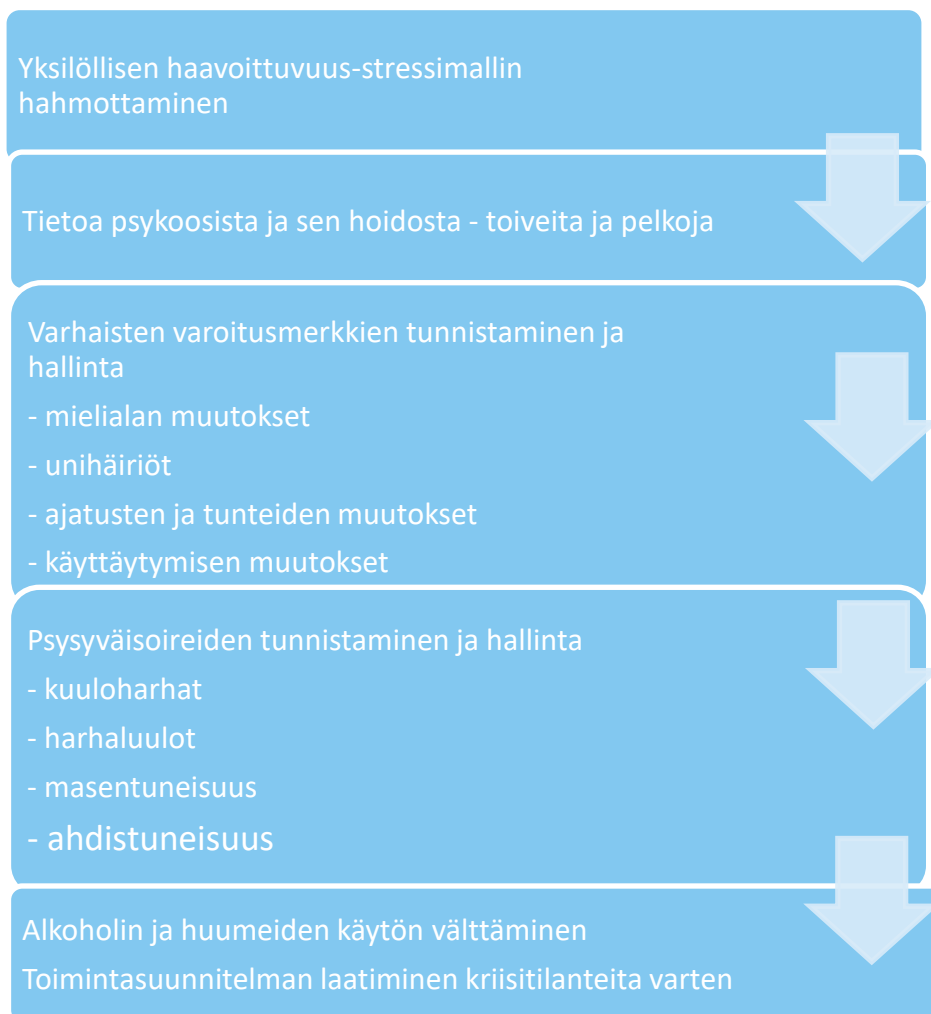 Yksilöllisen haavoittuvuus-stressimallin
hahmottaminen
Tietoa psykoosista ja sen hoidosta - toiveita ja pelkoja
Varhaisten varoitusmerkkien tunnistaminen ja
hallinta
- mielialan muutokset
- unihäiriöt
- ajatusten ja tunteiden muutokset
- käyttäytymisen muutokset
Psysyväisoireiden tunnistaminen ja hallinta
- kuuloharhat
- harhaluulot
- masentuneisuus
- ahdistuneisuus
Alkoholin ja huumeiden käytön välttäminen
Toimintasuunnitelman laatiminen kriisitilanteita varten